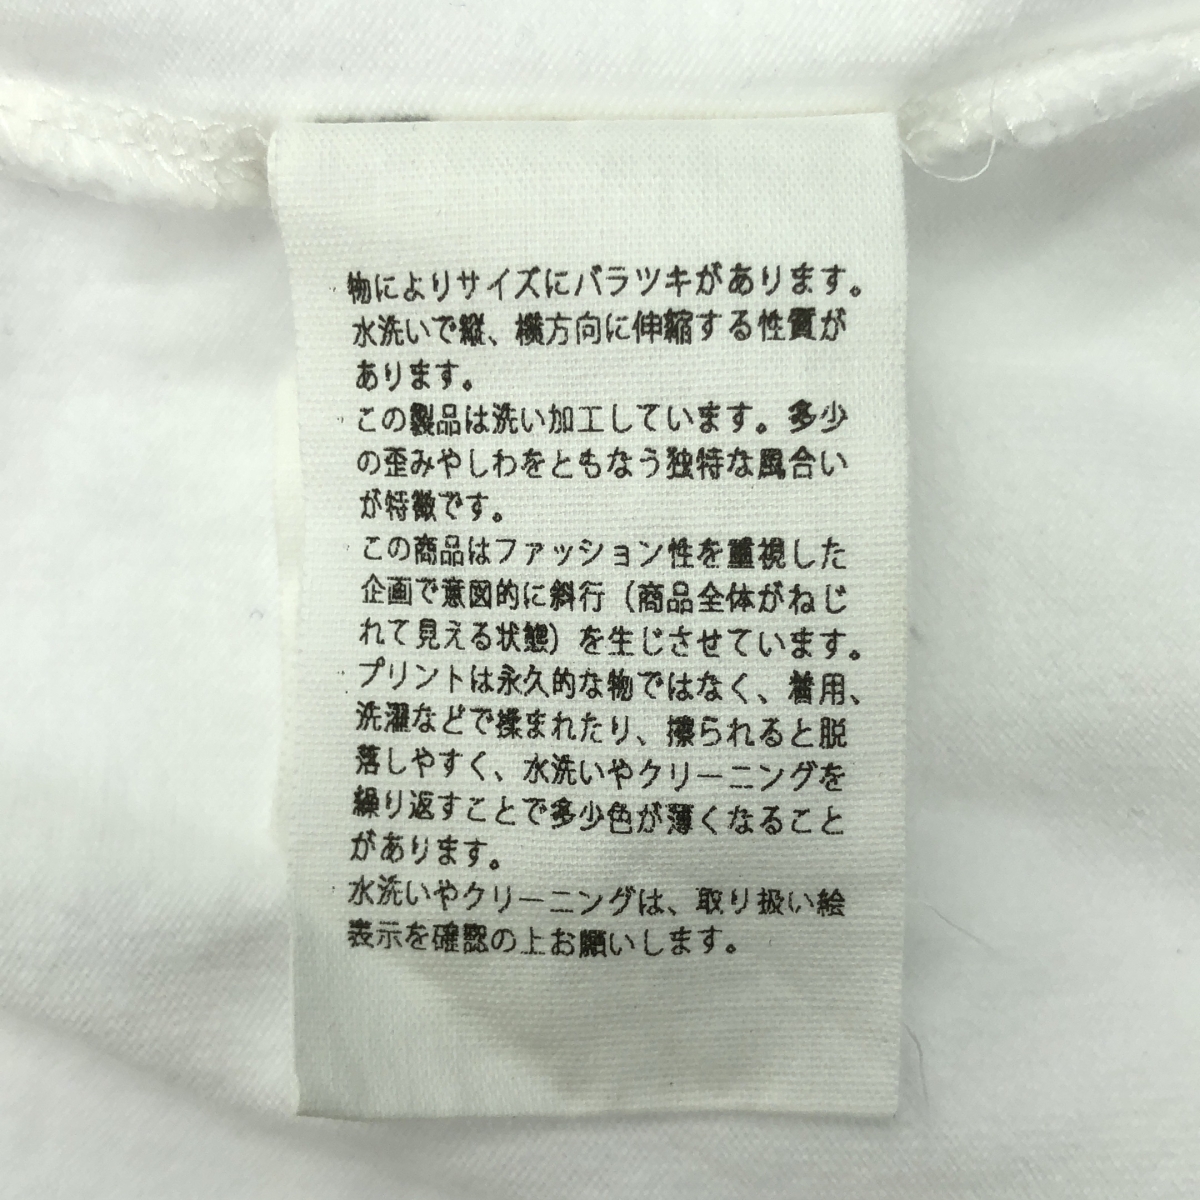 物によりサイズにバラツキがあります。
水洗いで縦、横方向に伸縮する性質が
あります。
この製品は洗い加工しています。多少
の歪みやしわをともなう独特な風合い
が特徴です。
この商品はファッション性を重視した
企画で意図的に斜行（商品全体がねじ
れて見える状態）を生じさせています。
プリントは永久的な物ではなく、着用、
洗濯などで揉まれたり、擦られると脱
落しやすく、水洗いやクリーニングを
繰り返すことで多少色が薄くなること
があります。
水洗いやクリーニングは、取り扱い絵
表示を確認の上お願いします。